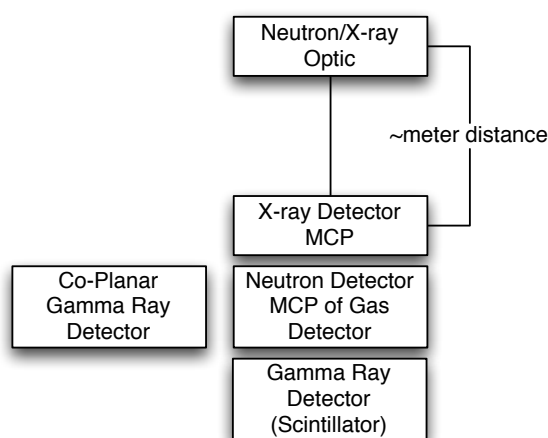 Neutron/X-ray
Optic
~meter distance
X-ray Detector
MCP
Co-Planar
Gamma Ray
Detector
Neutron Detector
MCP of Gas
Detector
Gamma Ray
Detector
(Scintillator)